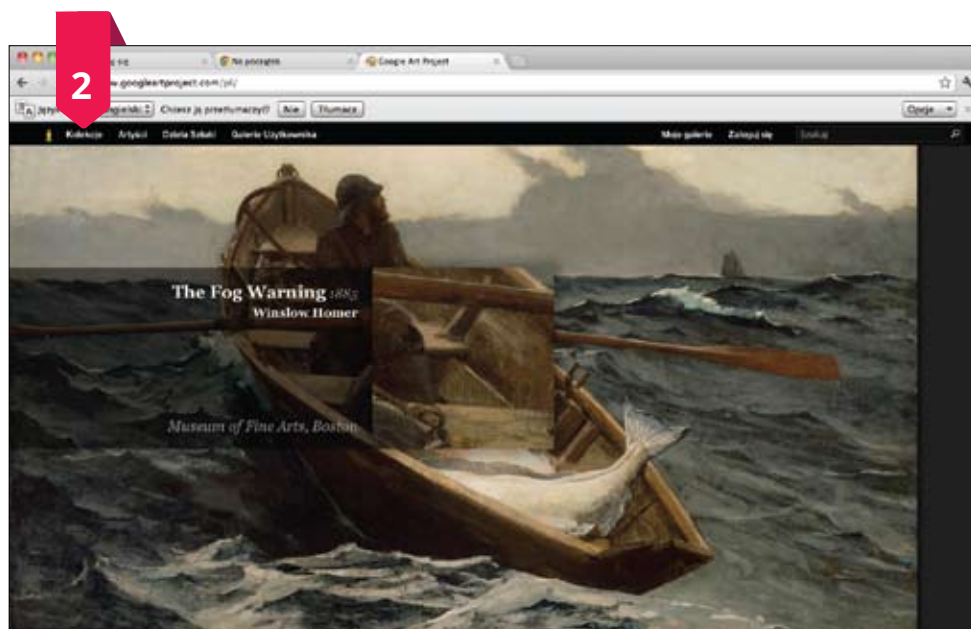 2
Na początek
Google Art Project
googleartproject.com/pl/
Chcesz ją przetłumaczyć? Nie Tłumacz Opcje
Kolekcje Artyści Dzieła Sztuki Galerie Użytkownika Moje galerie Zaloguj się Szukaj
The Fog Warning 1885
Winslow Homer
Museum of Fine Arts, Boston